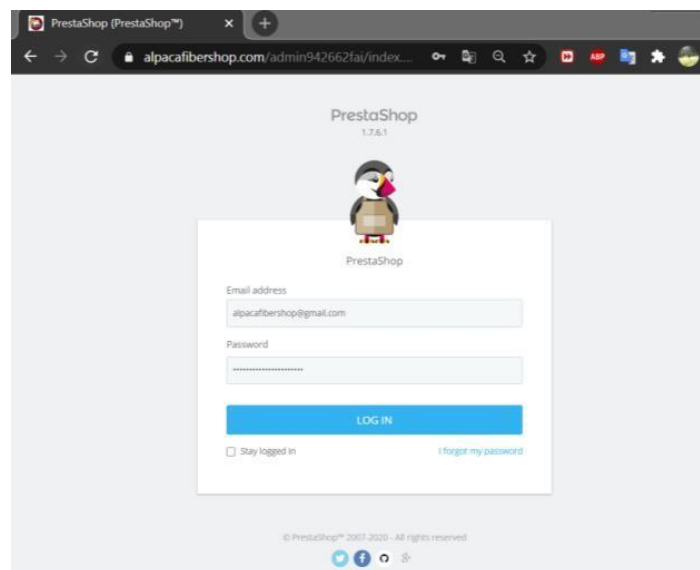 PrestaShop (PrestaShop™)
alpacafibershop.com/admin942662fai/index....
ABP
PrestaShop
1.7.6.1
PrestaShop
Email address
alpacafibershop@gmail.com
Password
LOG IN
Stay logged in
I forgot my password
© PrestaShop™ 2007-2020 - All rights reserved